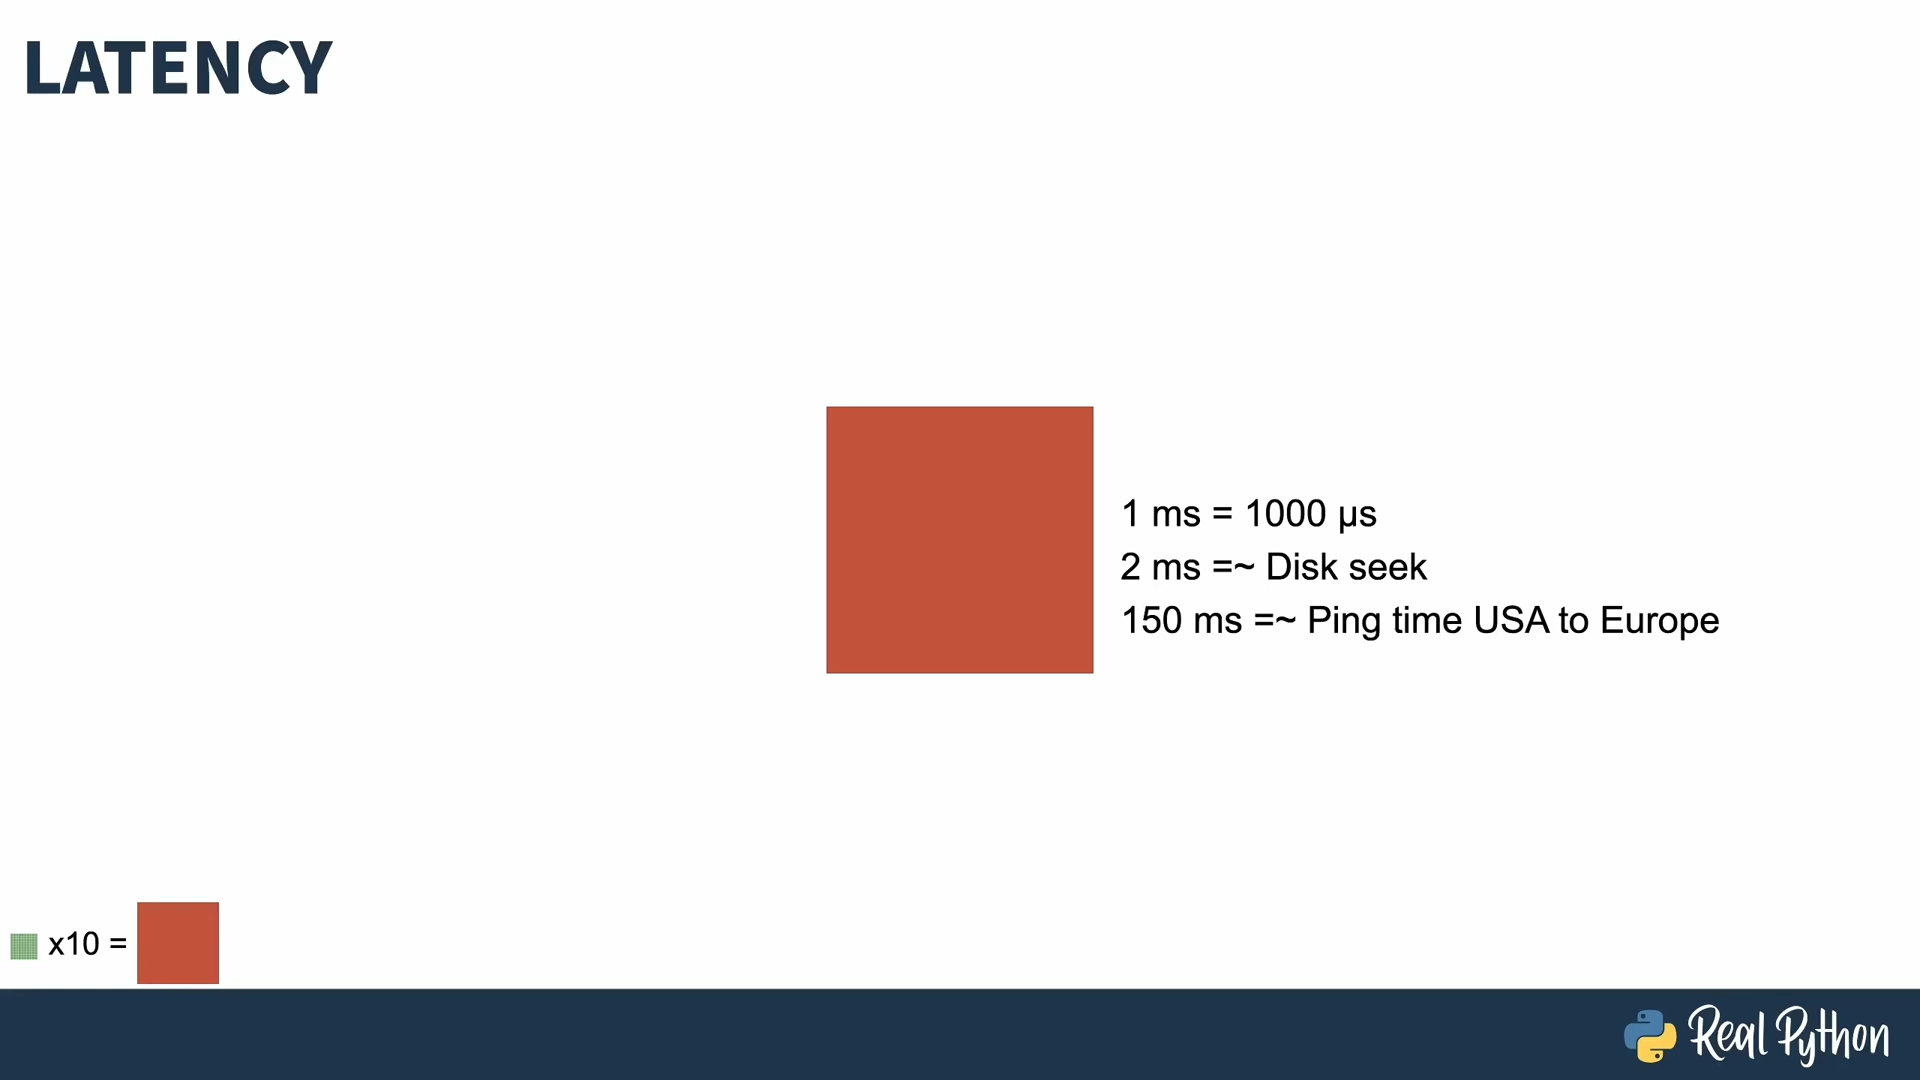 LATENCY
1 ms = 1000 µs
2 ms =~ Disk seek
150 ms =~ Ping time USA to Europe
x10 =
Real Python